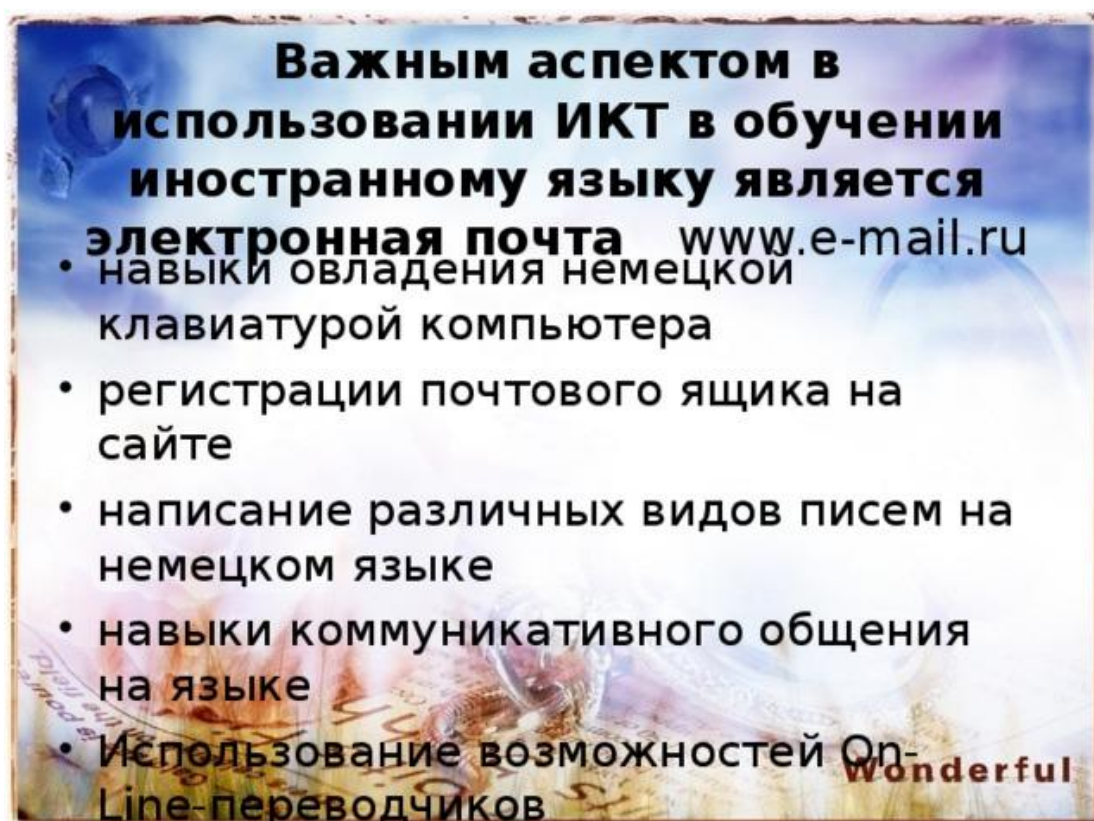 Важным аспектом в
использовании ИКТ в обучении
иностранному языку является
электронная почта www.e-mail.ru
• навыки овладения немецкой
клавиатурой компьютера
• регистрации почтового ящика на
сайте
• написание различных видов писем на
немецком языке
• навыки коммуникативного общения
на языке
• Использование возможностей On-
Line-переводчиков
Wonderful